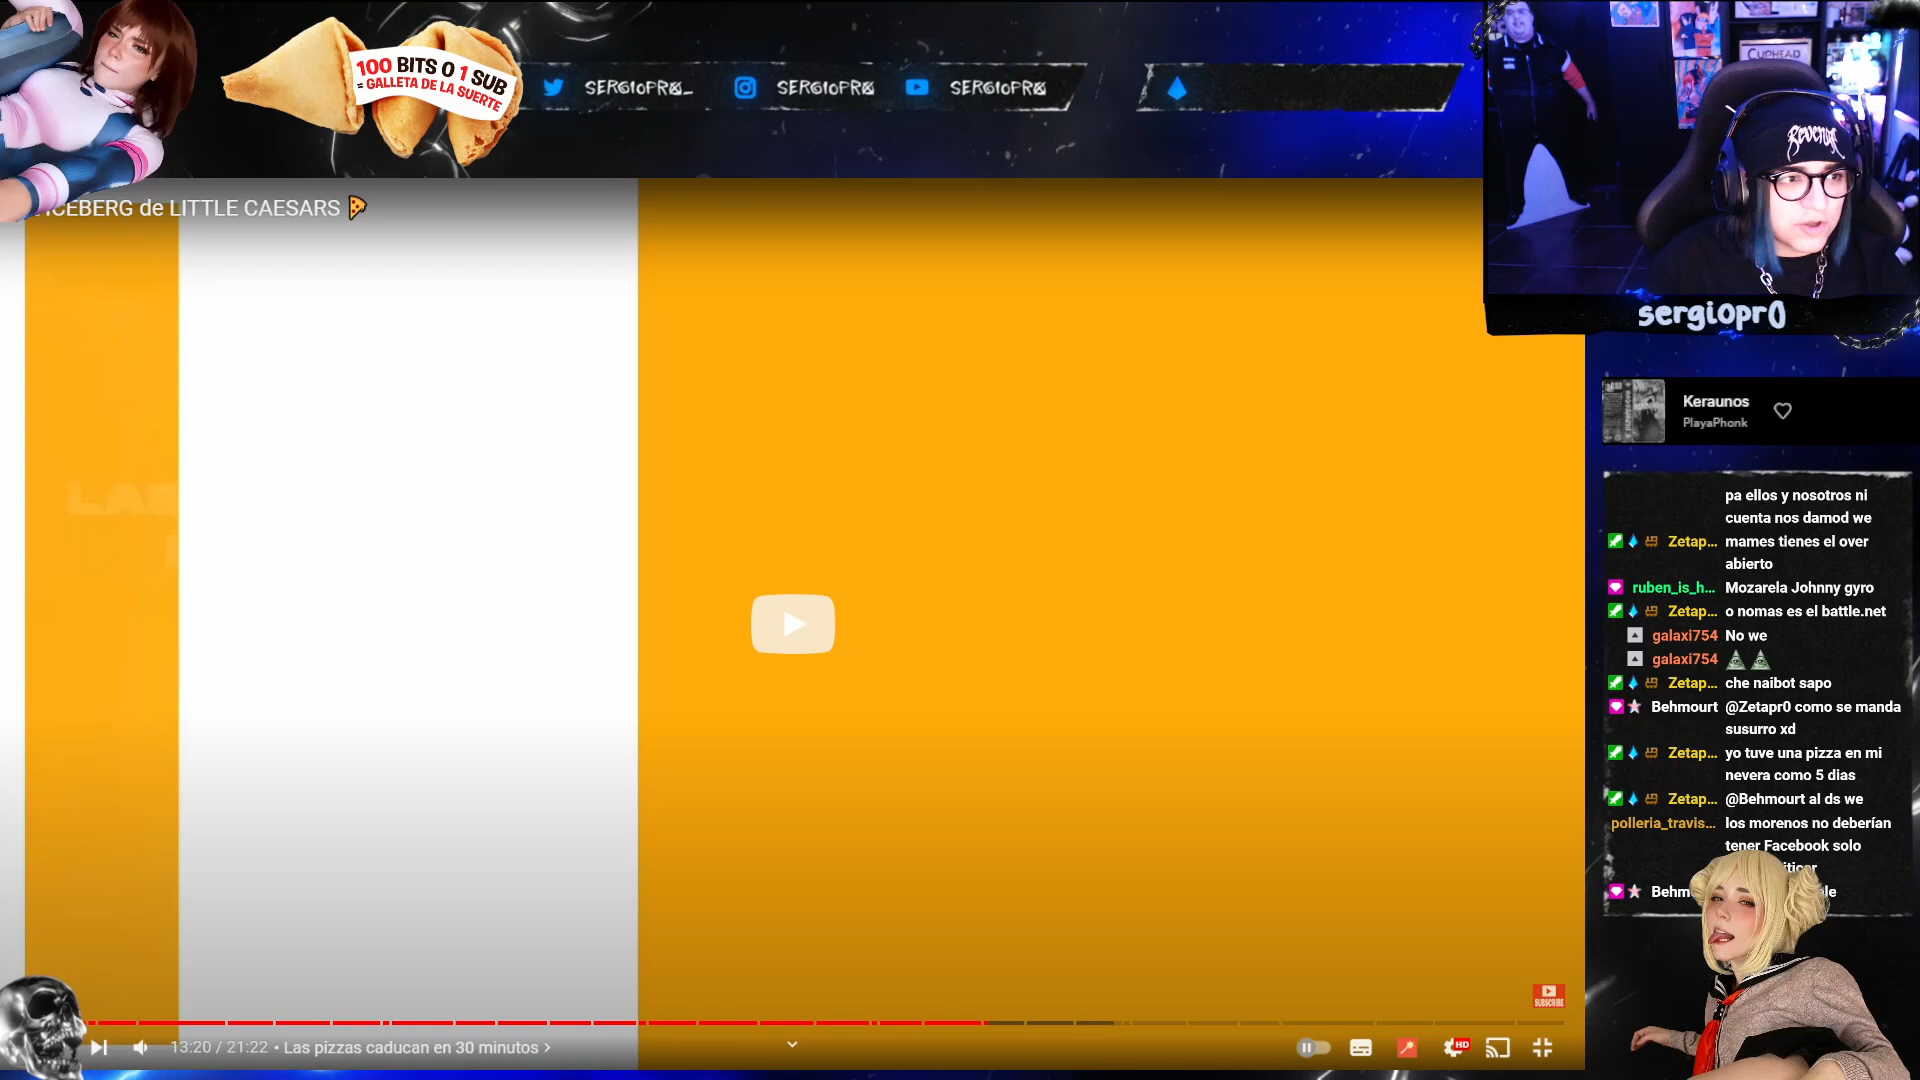 100 BITS O 1 SUB
= GALLETA DE LA SUERTE
SERGIOPR0_
SERGIOPR0
SERGIOPR0
CUPHEAD
REVENGE
sergiopr0
ICEBERG de LITTLE CAESARS 🍕
Keraunos
PlayaPhonk
pa ellos y nosotros ni
cuenta nos damod we
Zetap... mames tienes el over
abierto
ruben_is_h... Mozarela Johnny gyro
Zetap... o nomas es el battle.net
galaxi754 No we
galaxi754
Zetap... che naibot sapo
Behmourt @Zetapr0 como se manda
susurro xd
Zetap... yo tuve una pizza en mi
nevera como 5 dias
Zetap... @Behmourt al ds we
polleria_travis... los morenos no deberían
tener Facebook solo
SUBSCRIBE
13:20 / 21:22 • Las pizzas caducan en 30 minutos >
HD